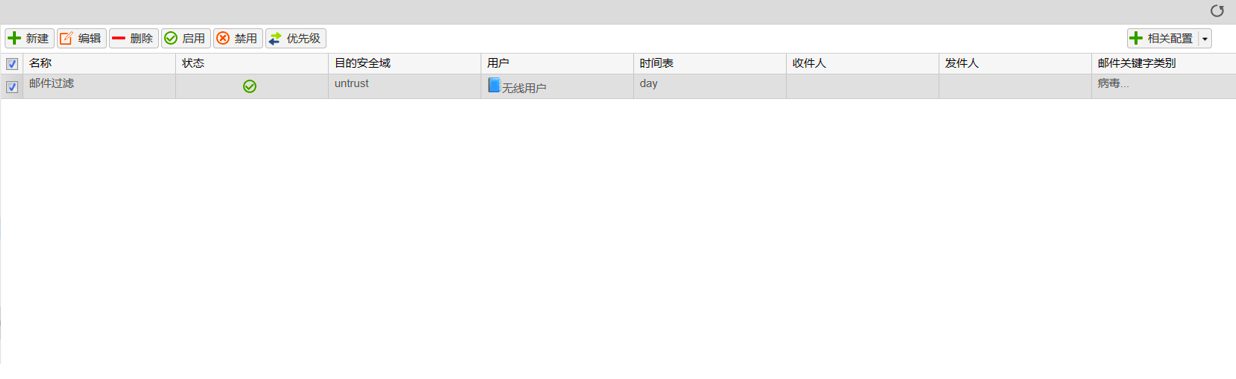 新建 编辑 删除 启用 禁用 优先级 相关配置
名称 状态 目的安全域 用户 时间表 收件人 发件人 邮件关键字类别
邮件过滤 untrust 无线用户 day 病毒...